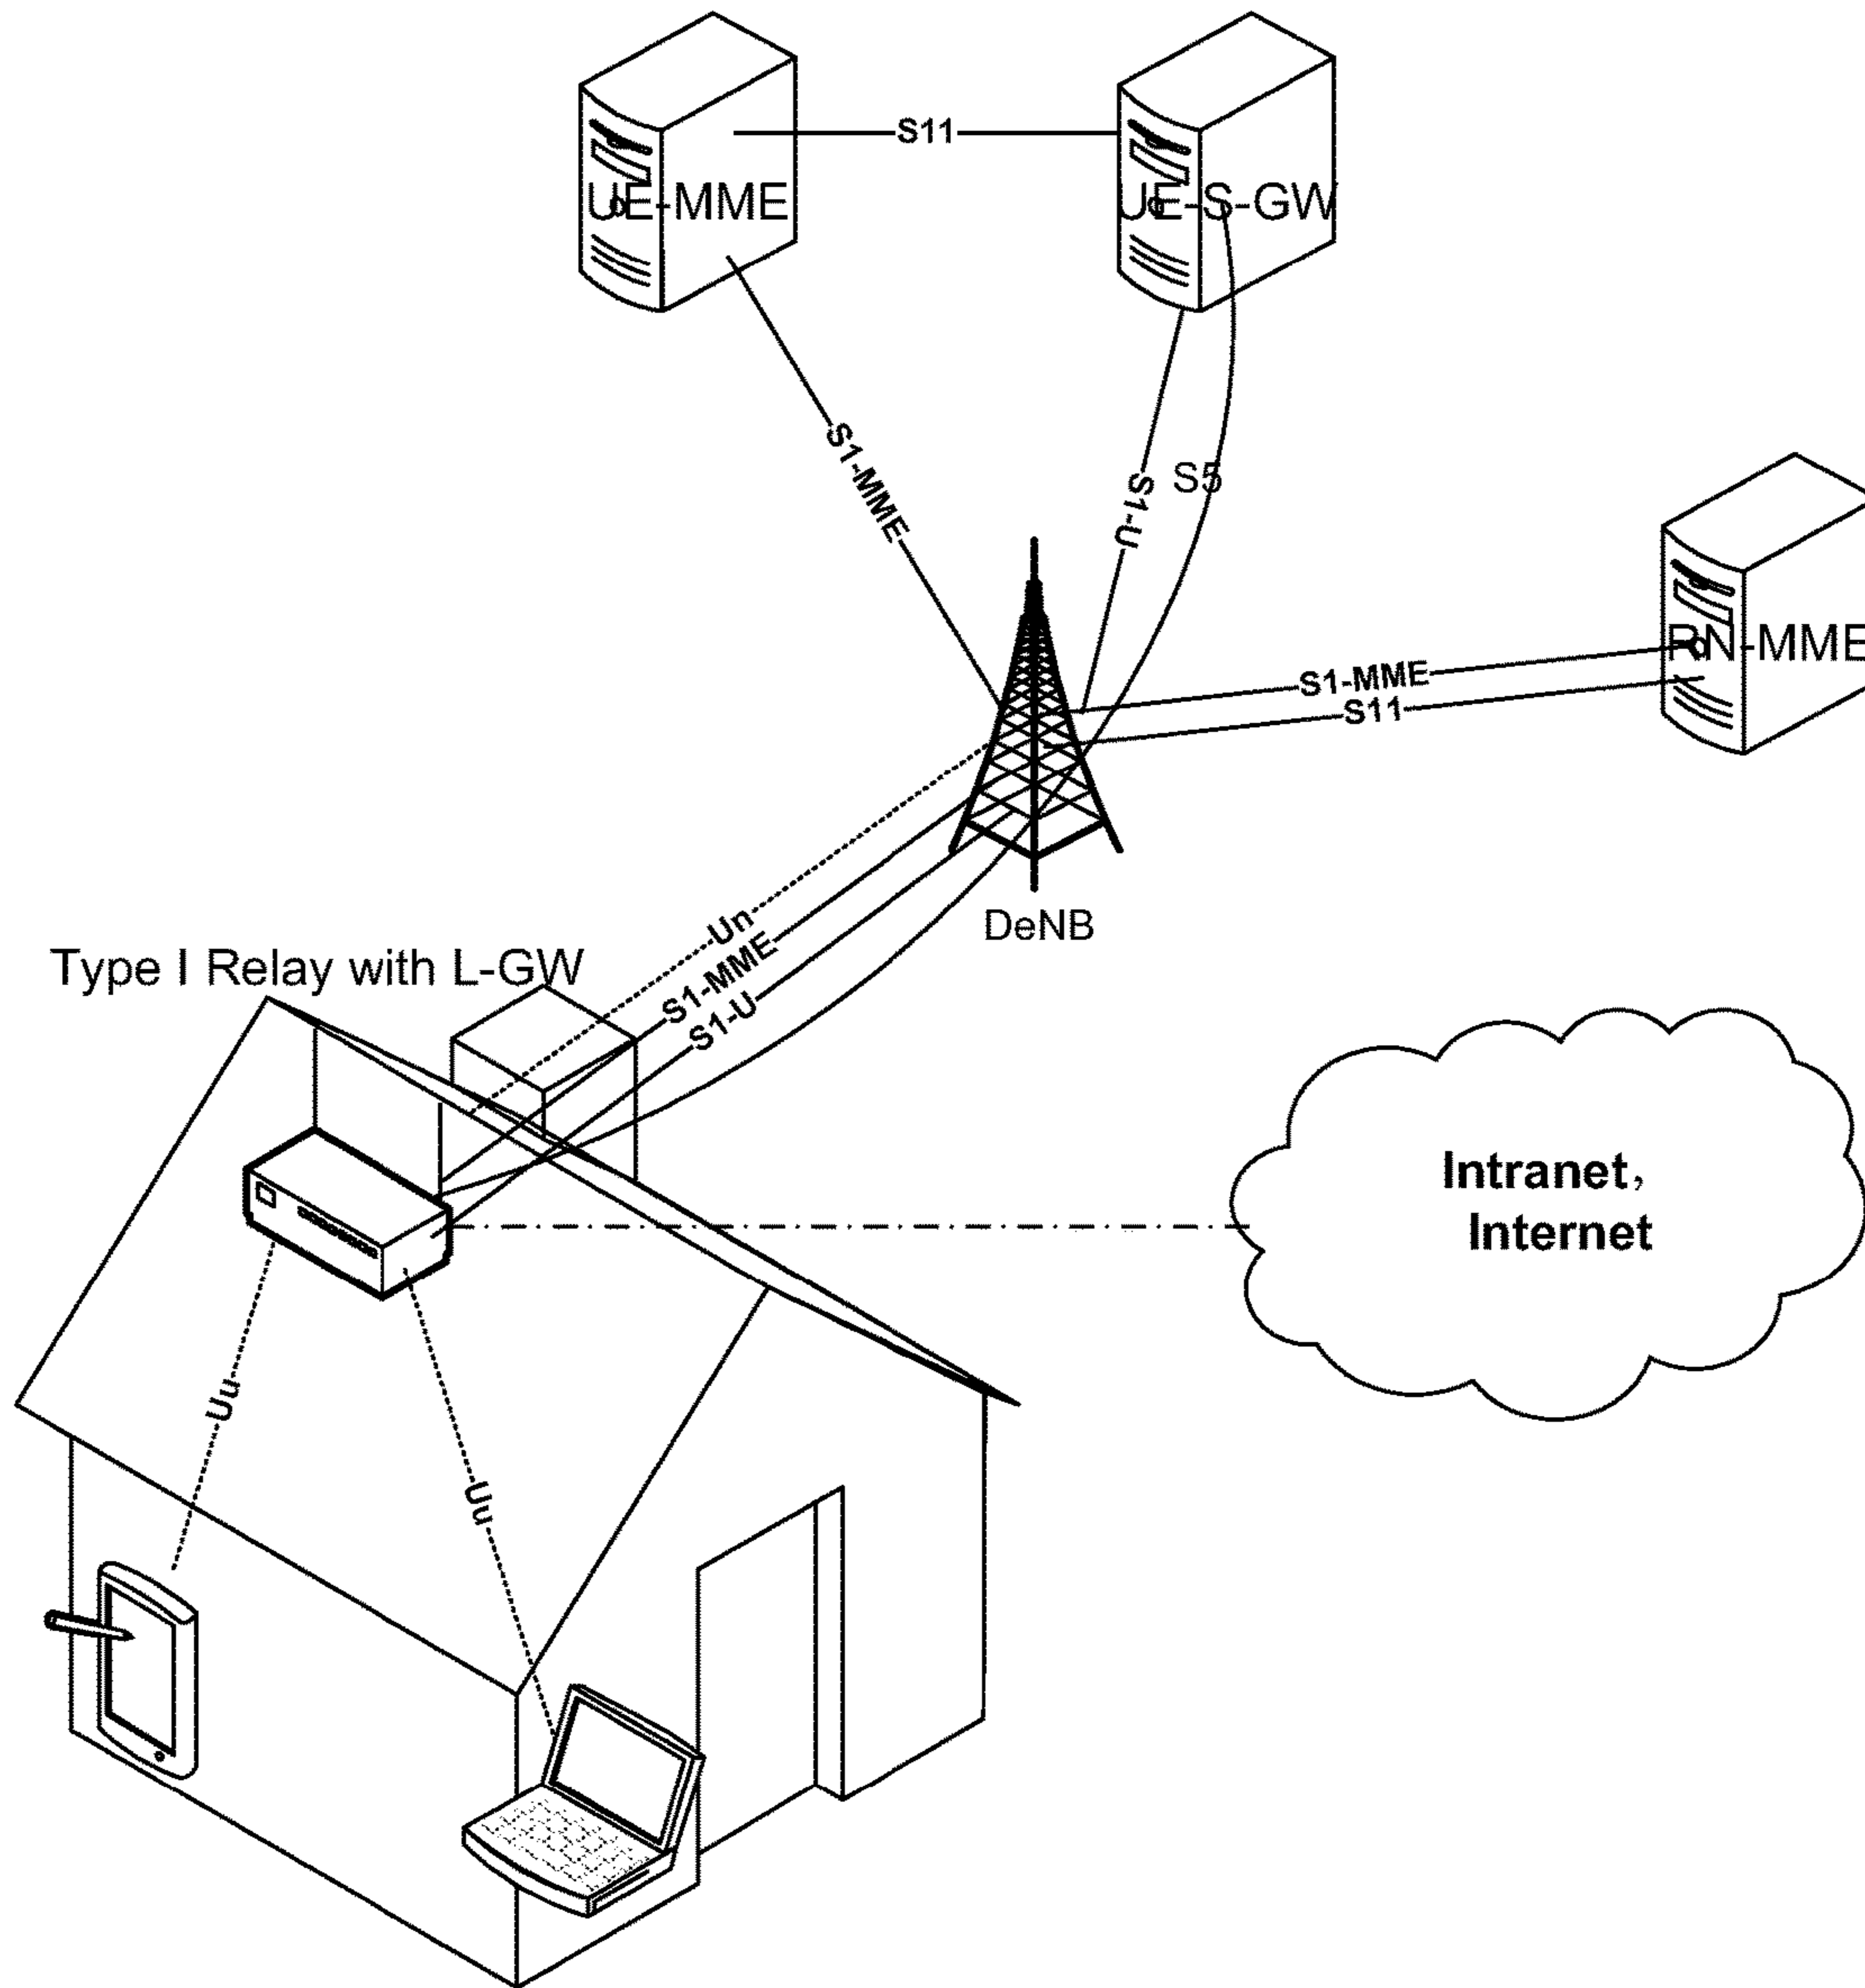 S11
UE-MME
UE-S-GW
S1-MME
S1-U
S5
RN-MME
S1-MME
S11
DeNB
Un
S1-MME
S1-U
Type I Relay with L-GW
Intranet,
Internet
Uu
Uu